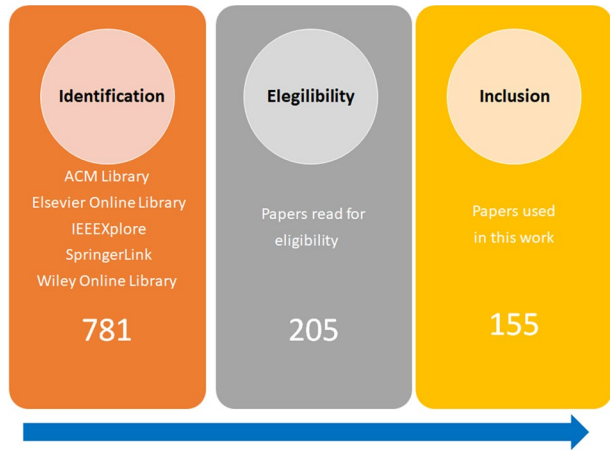 Identification
ACM Library
Elsevier Online Library
IEEEXplore
SpringerLink
Wiley Online Library
781
Elegilibility
Papers read for
eligibility
205
Inclusion
Papers used
in this work
155